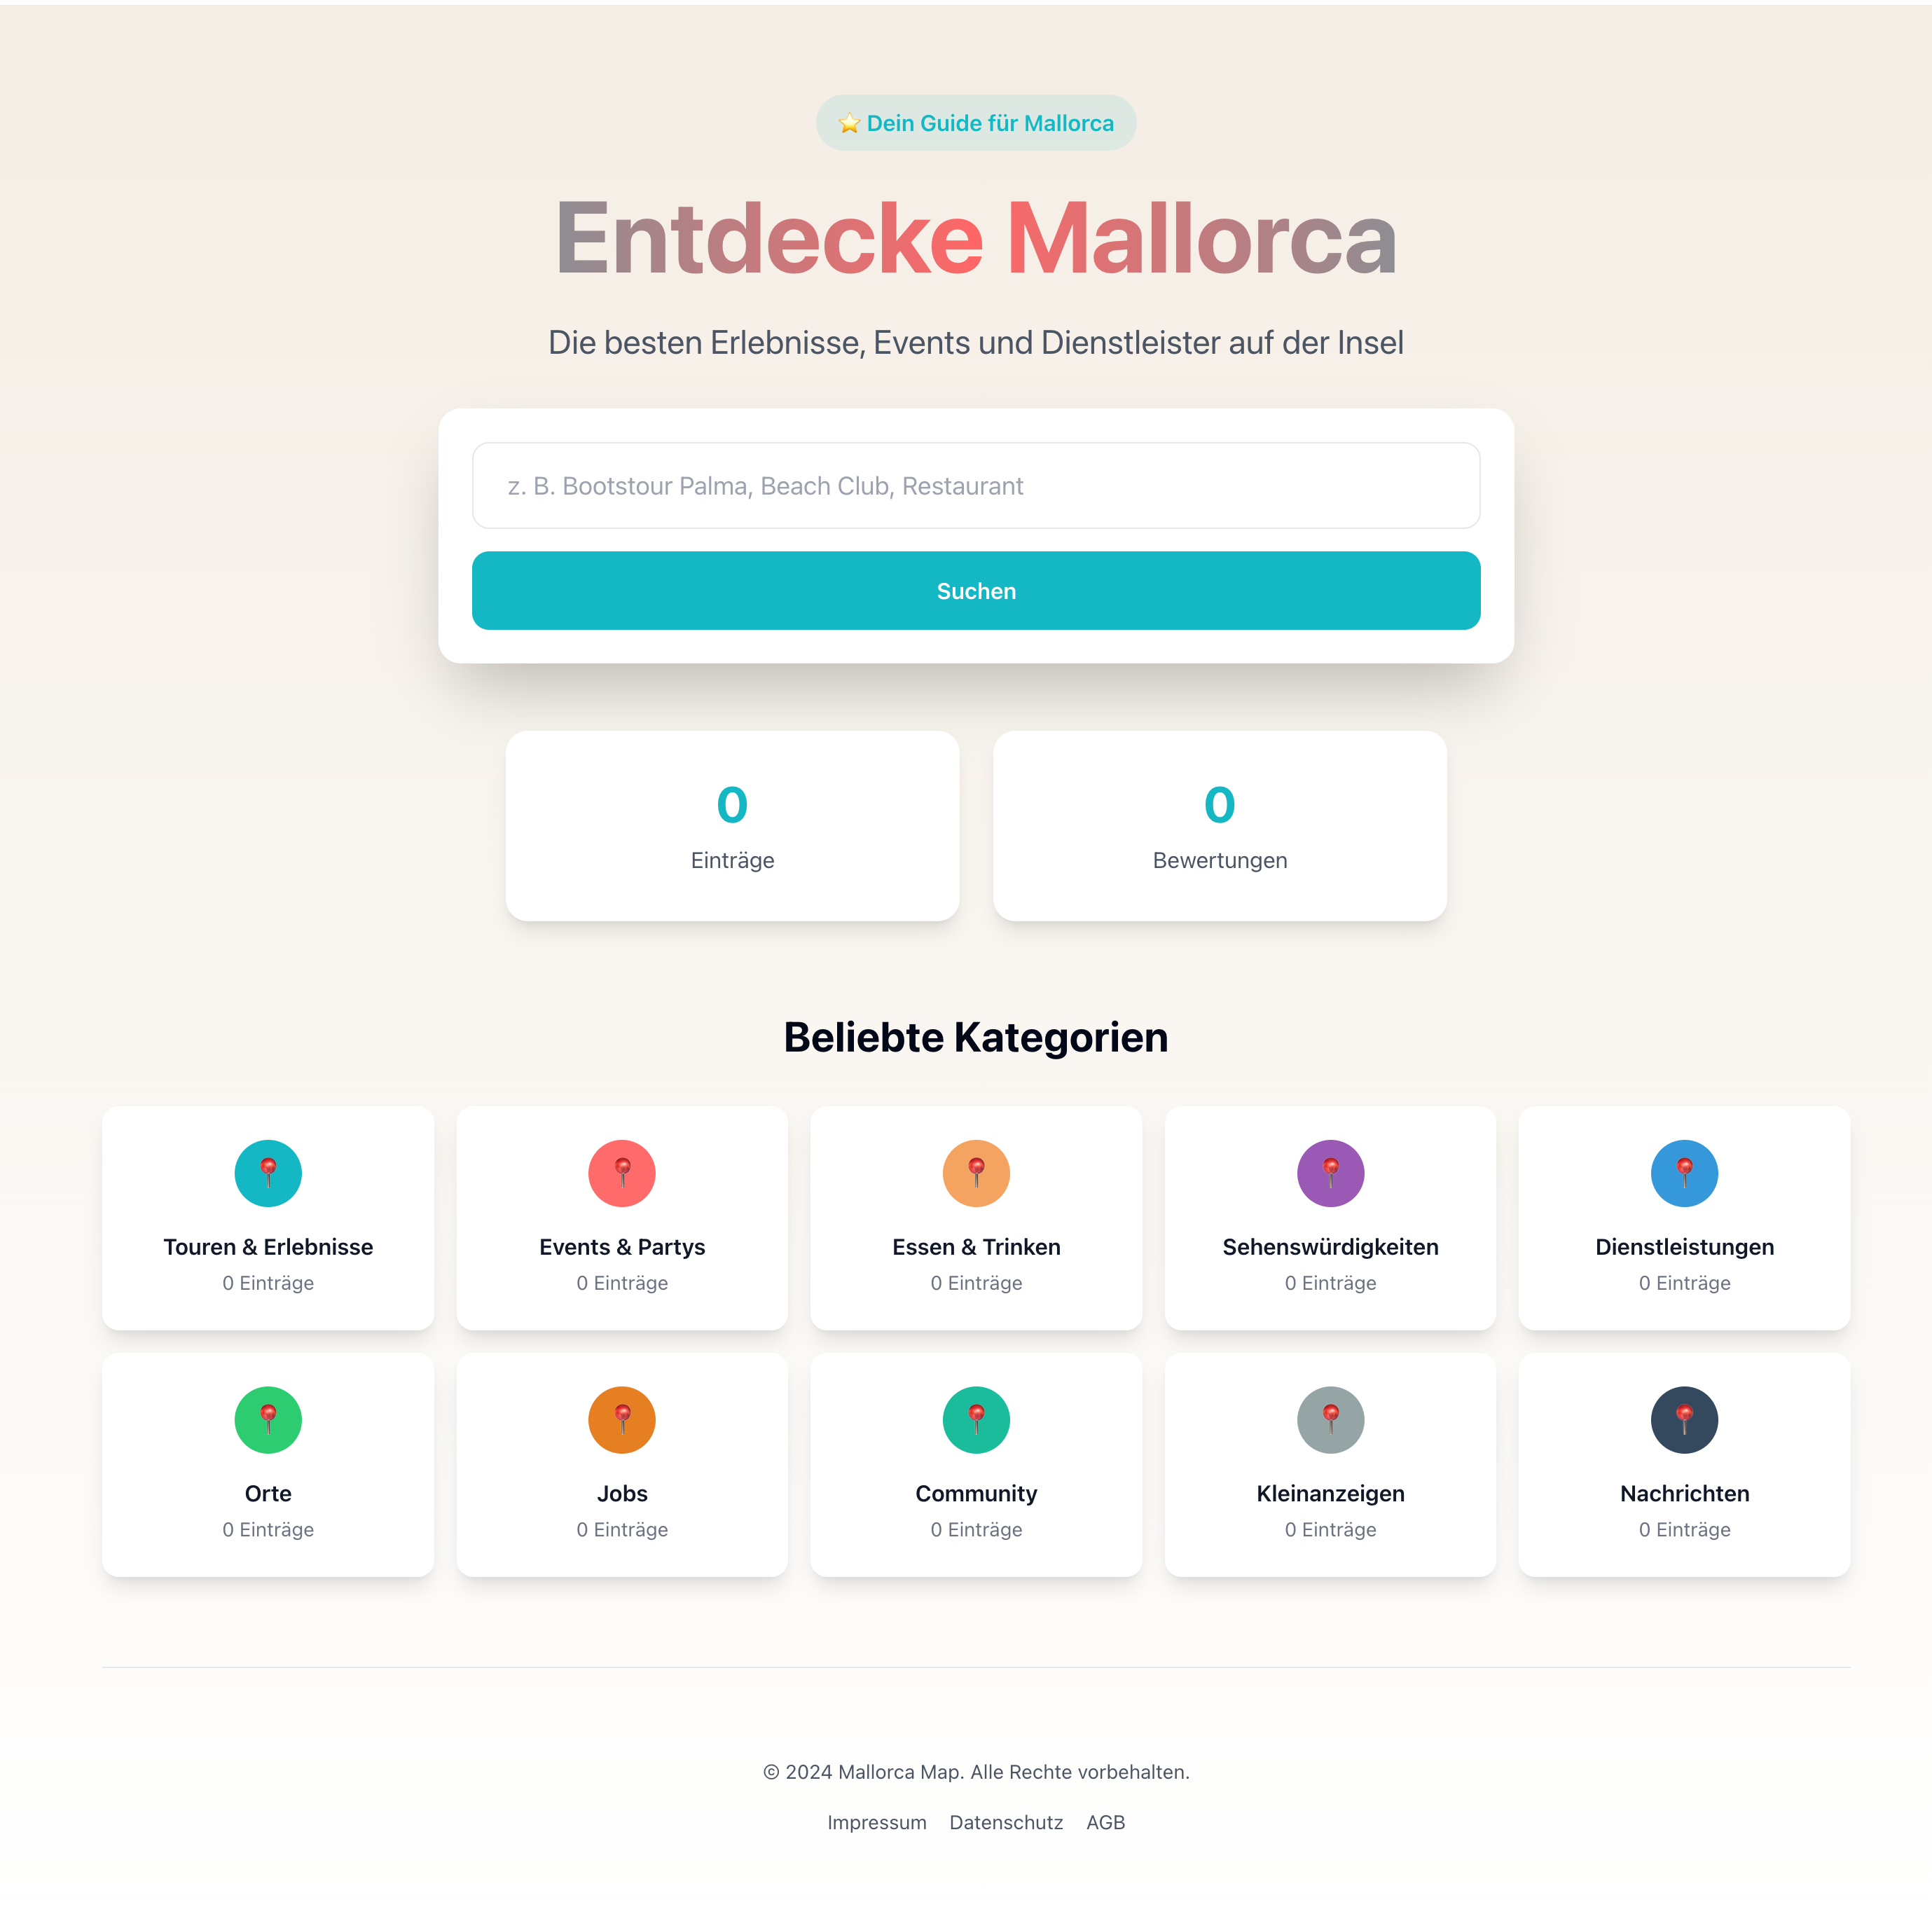 ⭐ Dein Guide für Mallorca
Entdecke Mallorca
Die besten Erlebnisse, Events und Dienstleister auf der Insel
z. B. Bootstour Palma, Beach Club, Restaurant
Suchen
0
Einträge
0
Bewertungen
Beliebte Kategorien
Touren & Erlebnisse
0 Einträge
Events & Partys
0 Einträge
Essen & Trinken
0 Einträge
Sehenswürdigkeiten
0 Einträge
Dienstleistungen
0 Einträge
Orte
0 Einträge
Jobs
0 Einträge
Community
0 Einträge
Kleinanzeigen
0 Einträge
Nachrichten
0 Einträge
© 2024 Mallorca Map. Alle Rechte vorbehalten.
Impressum Datenschutz AGB